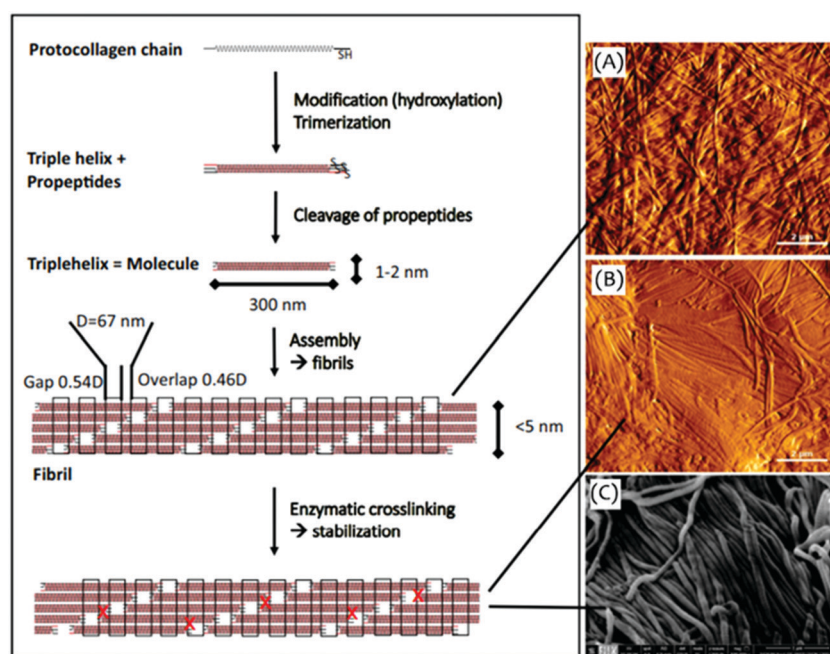 Protocollagen chain
SH
Modification (hydroxylation)
Trimerization
Triple helix +
Propeptides
S
S
S
S
Cleavage of propeptides
Triplehelix = Molecule
1-2 nm
300 nm
D=67 nm
Assembly
→ fibrils
Gap 0.54D
Overlap 0.46D
<5 nm
Fibril
Enzymatic crosslinking
→ stabilization
X
X
X
X
X
(A)
2 µm
(B)
2 µm
(C)